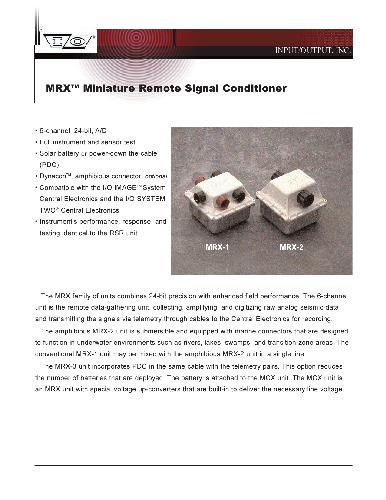 I/O®
INPUT/OUTPUT, INC.
MRX™ Miniature Remote Signal Conditioner
• 6-channel, 24-bit, A/D
• Full instrument and sensor test
• Solar battery or power-down the cable
(PDC)
• Dynecon™, amphibious connector, optional
• Compatible with the I/O IMAGE™ System
Central Electronics and the I/O SYSTEM
TWO® Central Electronics
• Instruments performance, response, and
testing identical to the RSR unit
MRX-1
MRX-2
The MRX family of units combines 24-bit precision with enhanced field performance. The 6-channel
unit is the remote data-gathering unit, collecting, amplifying, and digitizing raw analog seismic data
and transmitting the signals via telemetry through cables to the Central Electronics for recording.
The amphibious MRX-2 unit is submersible and equipped with marine connectors that are designed
to function in underwater environments such as rivers, lakes, swamps, and transition zone areas. The
conventional MRX-1 unit may be mixed with the amphibious MRX-2 unit in a single line.
The MRX-3 unit incorporates PDC in the same cable with the telemetry pairs. This option reduces
the number of batteries that are deployed. The battery is attached to the MCX unit. The MCX unit is
an MRX unit with special voltage up-converters that are built-in to deliver the necessary line voltage.